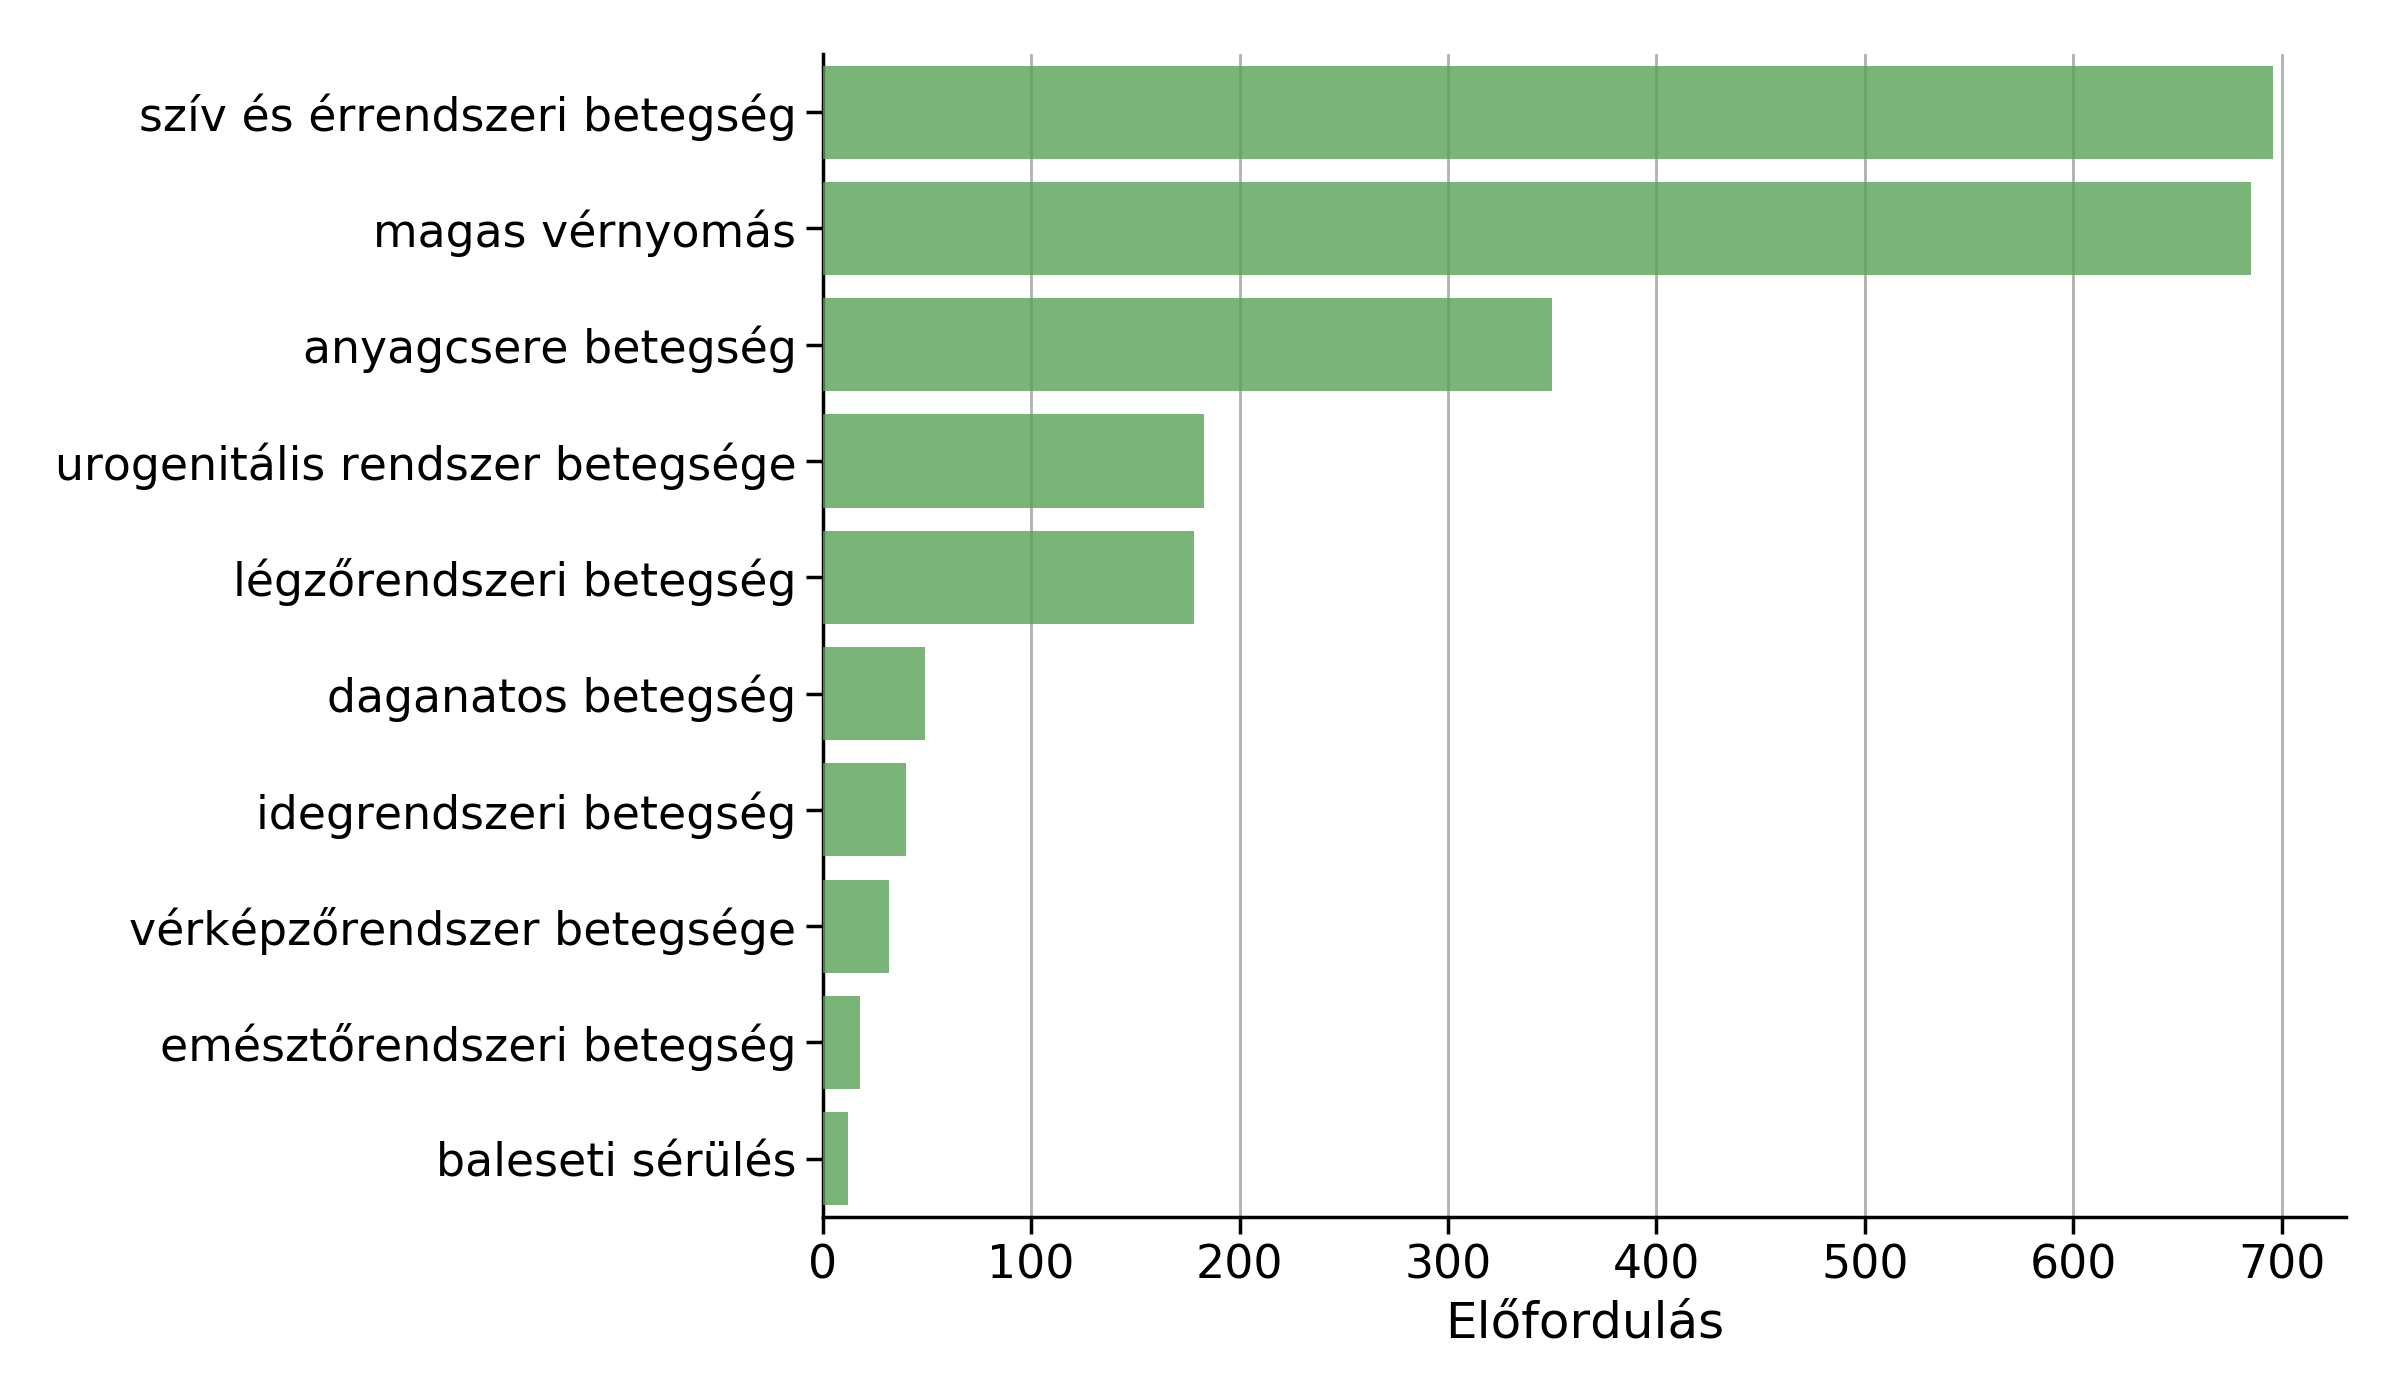 szív és érrendszeri betegség
magas vérnyomás
anyagcsere betegség
urogenitális rendszer betegsége
légzőrendszeri betegség
daganatos betegség
idegrendszeri betegség
vérképzőrendszer betegsége
emésztőrendszeri betegség
baleseti sérülés
0 100 200 300 400 500 600 700
Előfordulás